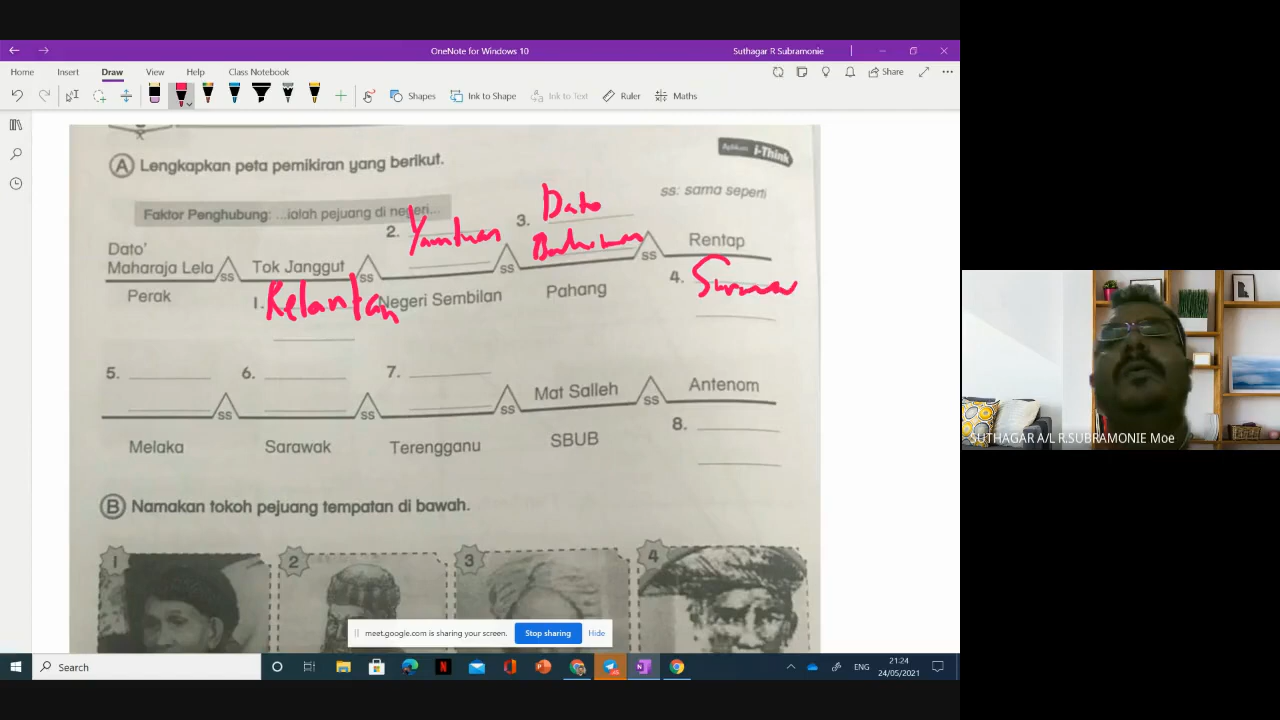 OneNote for Windows 10
Suthagar R Subramonie
Home Insert Draw View Help Class Notebook
Share
Shapes Ink to Shape Ink to Text Ruler Maths
A Lengkapkan peta pemikiran yang berikut.
Aplikasi i-Think
ss: sama seperti
Faktor Penghubung: ...ialah pejuang di negeri...
Dato'
Maharaja Lela ss Tok Janggut ss 2. Yamtuan ss 3. Dato ss Rentap
Perak 1. Kelantan Negeri Sembilan Pahang 4.
5. 6. 7. Mat Salleh Antenom
ss ss ss ss
Melaka Sarawak Terengganu SBUB 8.
B Namakan tokoh pejuang tempatan di bawah.
1 2 3 4
meet.google.com is sharing your screen. Stop sharing Hide
SUTHAGAR A/L R.SUBRAMONIE Moe
Search
ENG
21:24
24/05/2021